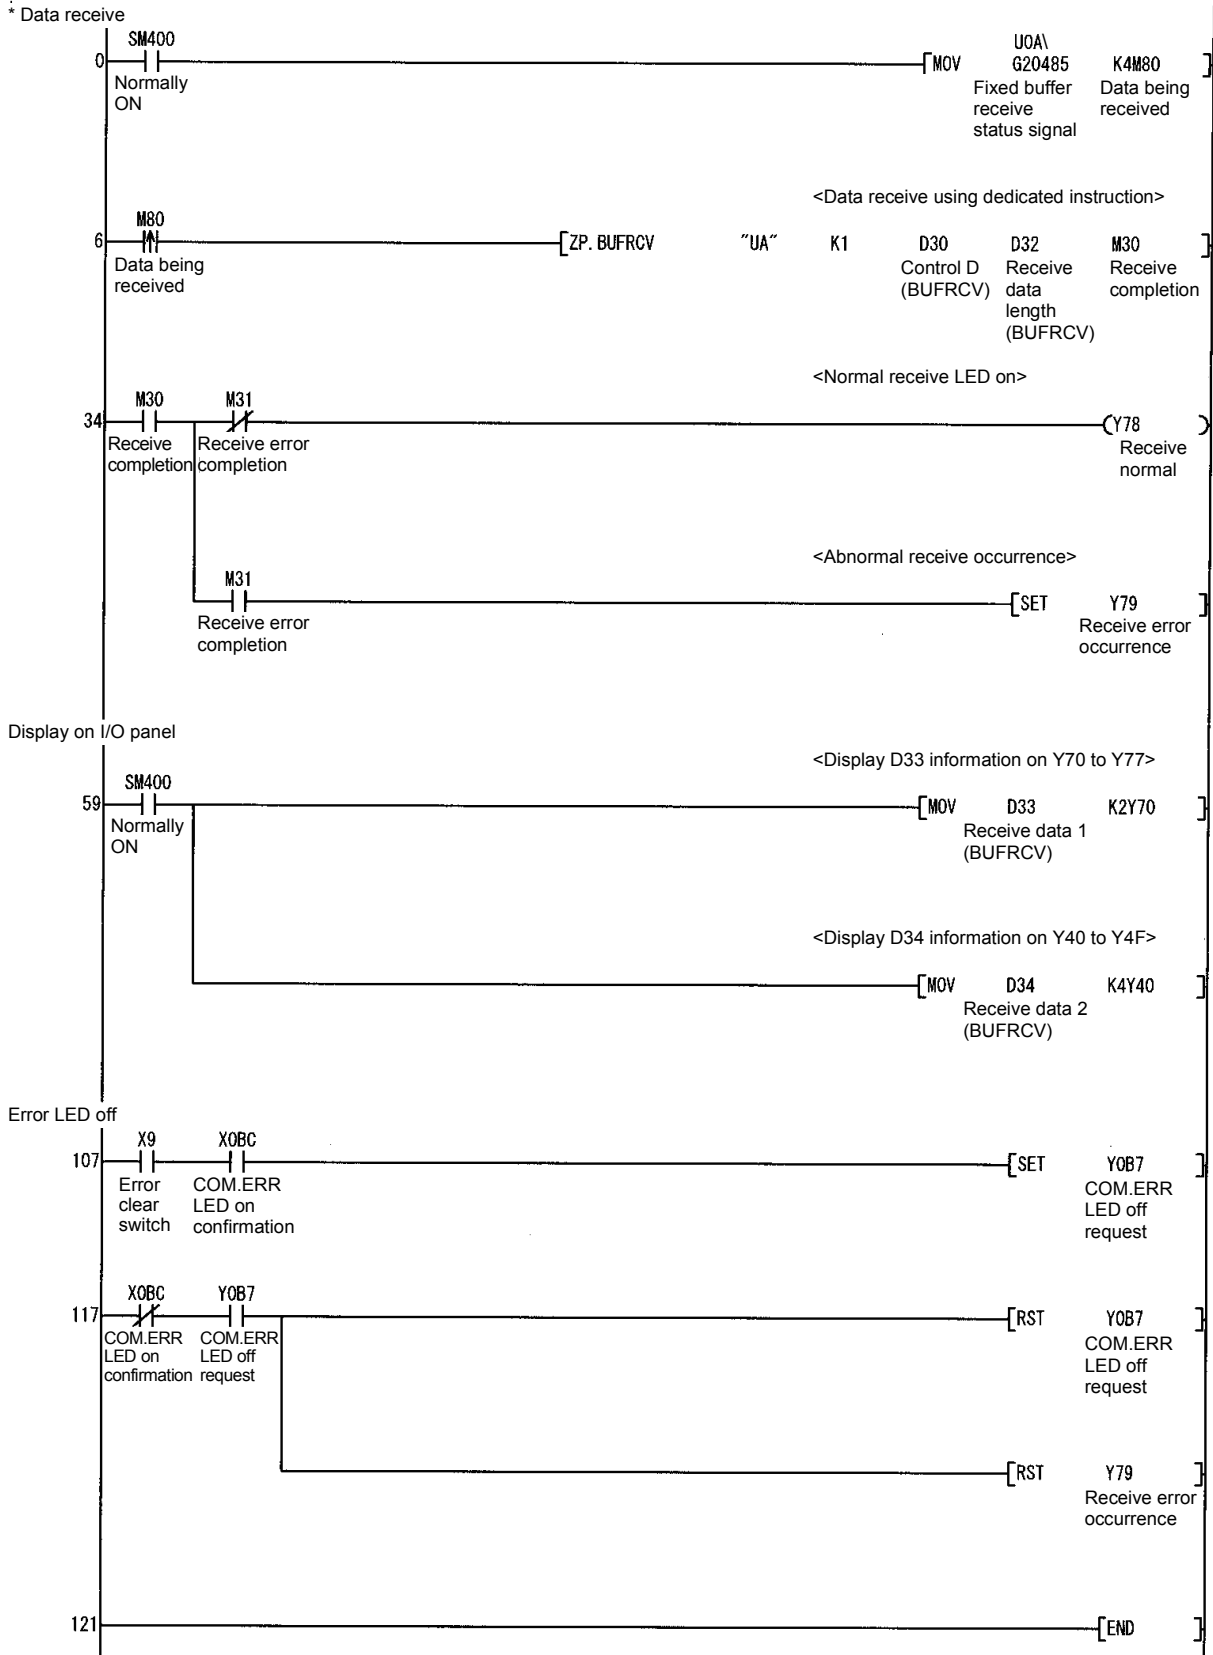 * Data receive
SM400
U0A\
0 [MOV G20485 K4M80 ]
Normally
ON
Fixed buffer
receive
status signal
Data being
received
<Data receive using dedicated instruction>
M80
6 [ZP.BUFRCV "UA" K1 D30 D32 M30 ]
Data being
received
Control D
(BUFRCV)
Receive
data
length
(BUFRCV)
Receive
completion
<Normal receive LED on>
M30 M31
34 (Y78 )
Receive
completion
Receive error
completion
Receive
normal
<Abnormal receive occurrence>
M31
[SET Y79 ]
Receive error
completion
Receive error
occurrence
Display on I/O panel
<Display D33 information on Y70 to Y77>
SM400
59 [MOV D33 K2Y70 ]
Normally
ON
Receive data 1
(BUFRCV)
<Display D34 information on Y40 to Y4F>
[MOV D34 K4Y40 ]
Receive data 2
(BUFRCV)
Error LED off
X9 X0BC
107 [SET Y0B7 ]
Error
clear
switch
COM.ERR
LED on
confirmation
COM.ERR
LED off
request
X0BC Y0B7
117 [RST Y0B7 ]
COM.ERR
LED on
confirmation
COM.ERR
LED off
request
COM.ERR
LED off
request
[RST Y79 ]
Receive error
occurrence
121 [END ]